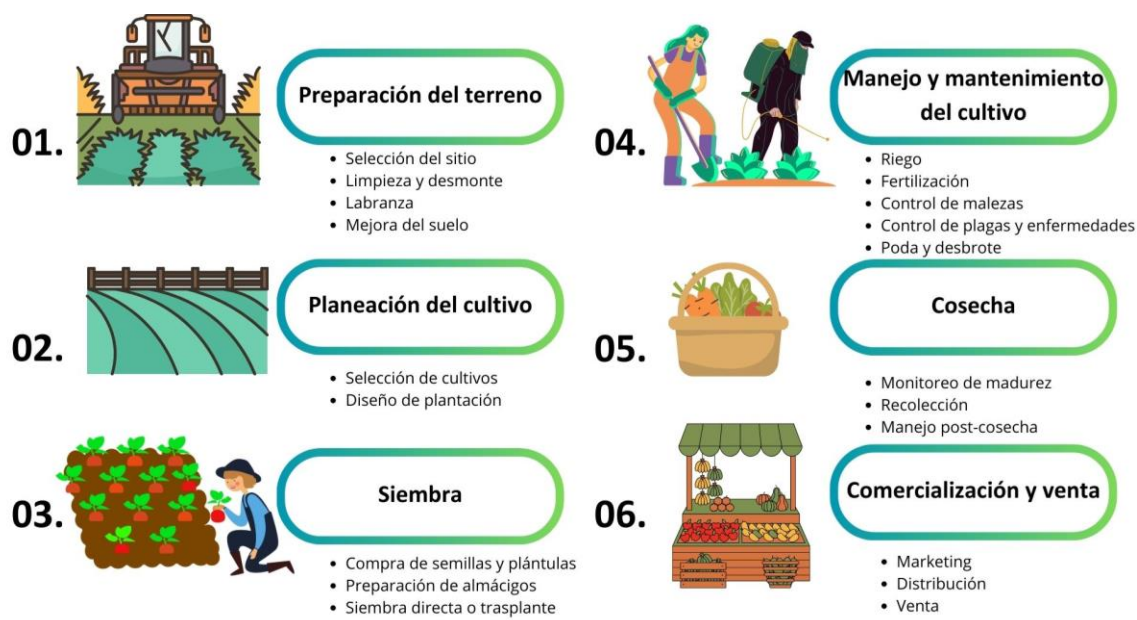 01.
Preparación del terreno
• Selección del sitio
• Limpieza y desmonte
• Labranza
• Mejora del suelo
02.
Planeación del cultivo
• Selección de cultivos
• Diseño de plantación
03.
Siembra
• Compra de semillas y plántulas
• Preparación de almácigos
• Siembra directa o trasplante
04.
Manejo y mantenimiento
del cultivo
• Riego
• Fertilización
• Control de malezas
• Control de plagas y enfermedades
• Poda y desbrote
05.
Cosecha
• Monitoreo de madurez
• Recolección
• Manejo post-cosecha
06.
Comercialización y venta
• Marketing
• Distribución
• Venta